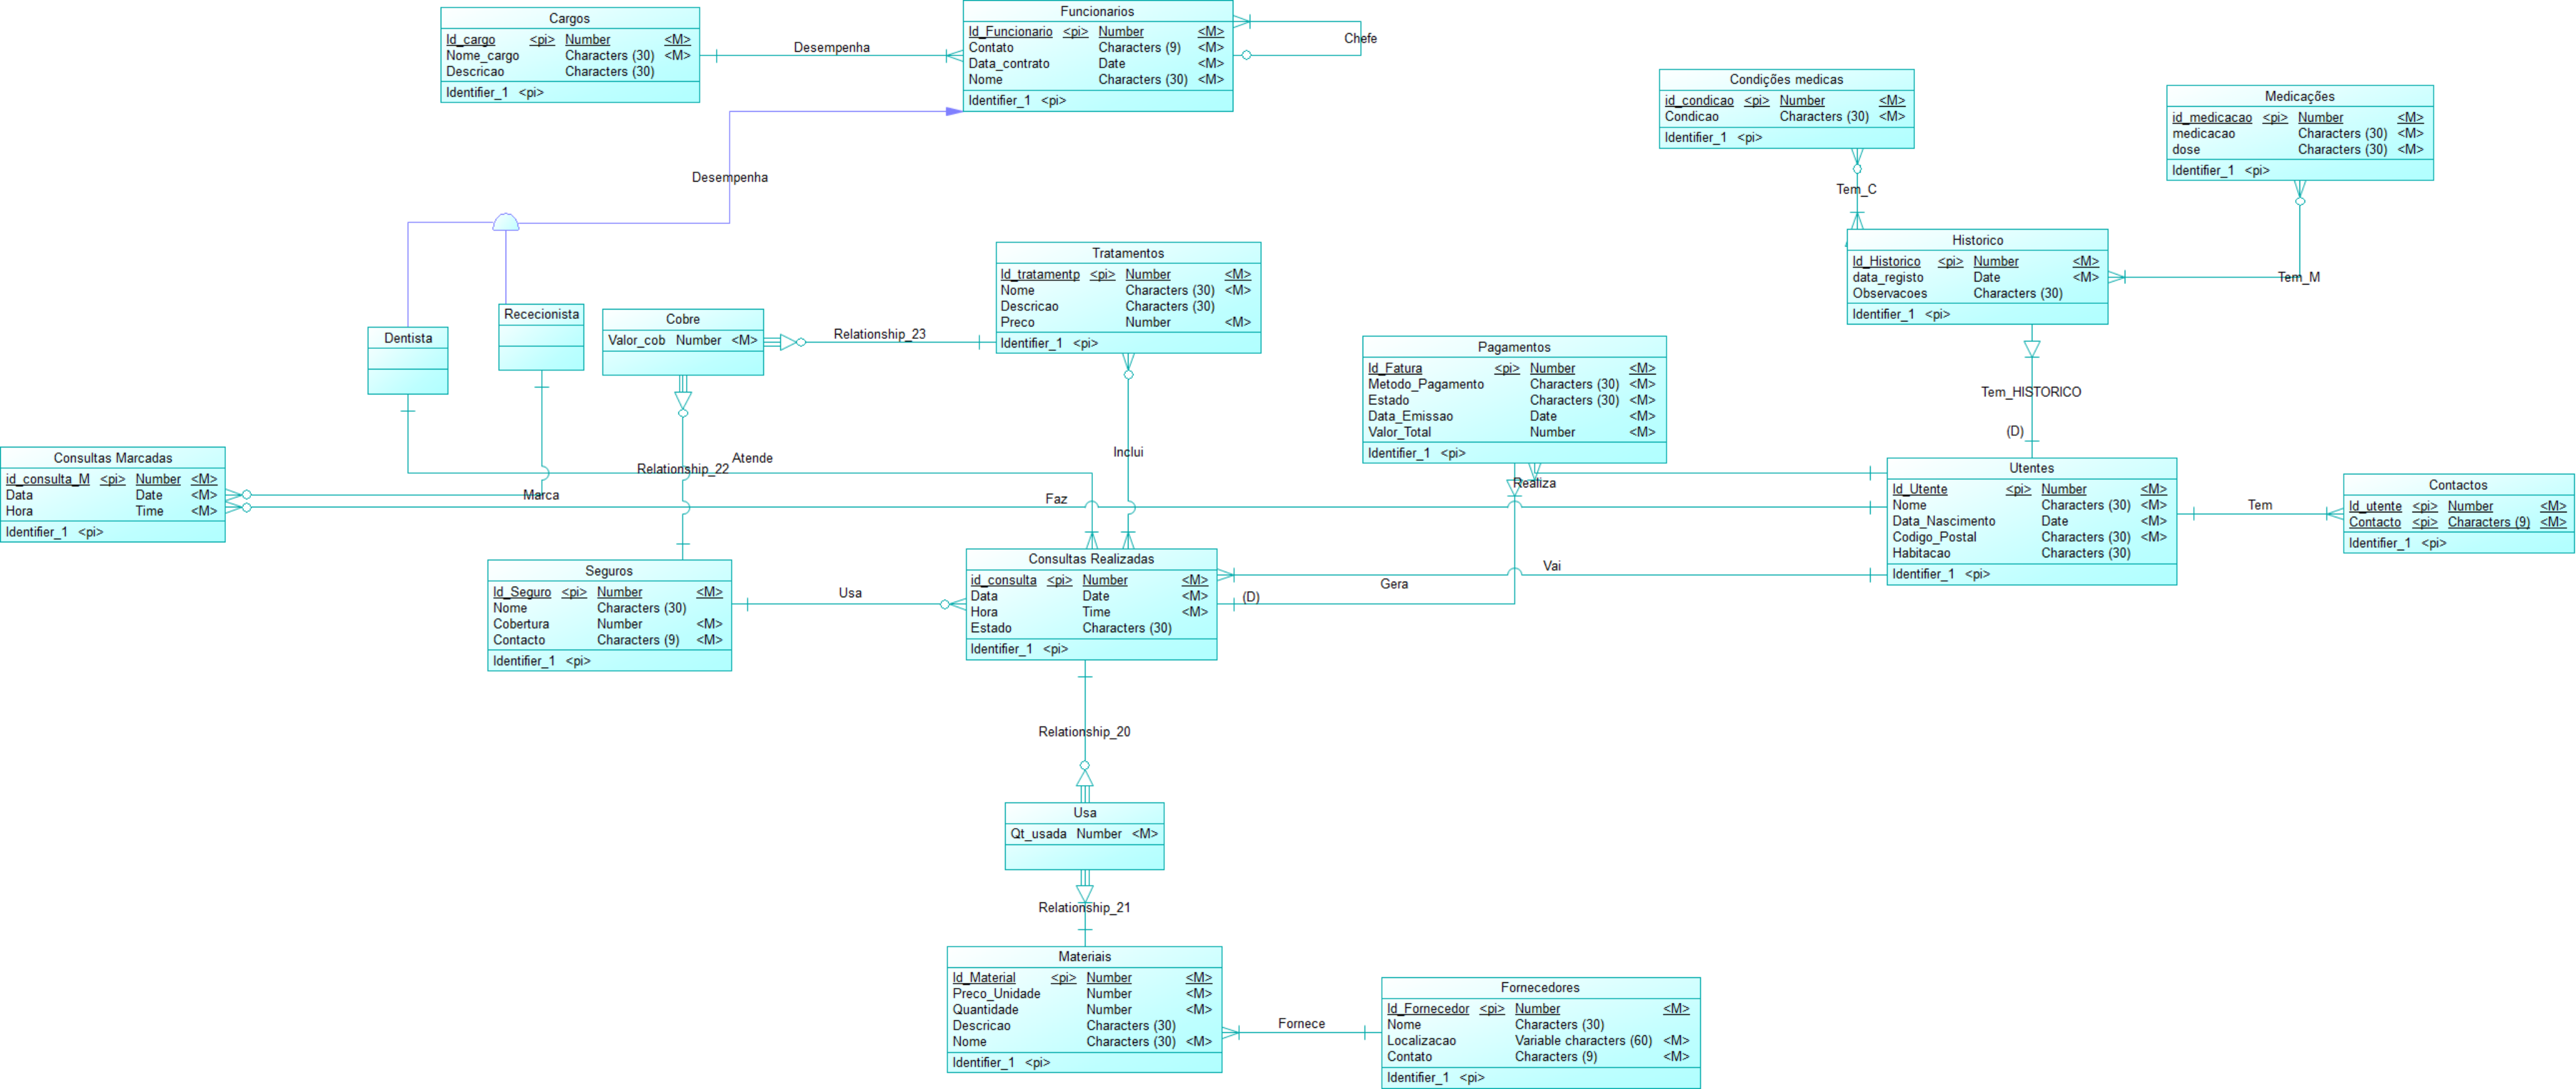 Cargos
Id_cargo <pi> Number <M>
Nome_cargo Characters (30) <M>
Descricao Characters (30)
Identifier_1 <pi>
Desempenha
Funcionarios
Id_Funcionario <pi> Number <M>
Contato Characters (9) <M>
Data_contrato Date <M>
Nome Characters (30) <M>
Identifier_1 <pi>
Chefe
Condições medicas
id_condicao <pi> Number <M>
Condicao Characters (30) <M>
Identifier_1 <pi>
Medicações
id_medicacao <pi> Number <M>
medicacao Characters (30) <M>
dose Characters (30) <M>
Identifier_1 <pi>
Desempenha
Tem_C
Tem_M
Historico
Id_Historico <pi> Number <M>
data_registo Date <M>
Observacoes Characters (30)
Identifier_1 <pi>
Tratamentos
Id_tratamentp <pi> Number <M>
Nome Characters (30) <M>
Descricao Characters (30)
Preco Number <M>
Identifier_1 <pi>
Dentista
Rececionista
Cobre
Valor_cob Number <M>
Relationship_23
Pagamentos
Id_Fatura <pi> Number <M>
Metodo_Pagamento Characters (30) <M>
Estado Characters (30) <M>
Data_Emissao Date <M>
Valor_Total Number <M>
Identifier_1 <pi>
Tem_HISTORICO
(D)
Consultas Marcadas
id_consulta_M <pi> Number <M>
Data Date <M>
Hora Time <M>
Identifier_1 <pi>
Marca
Relationship_22
Atende
Inclui
Faz
Realiza
Utentes
Id_Utente <pi> Number <M>
Nome Characters (30) <M>
Data_Nascimento Date <M>
Codigo_Postal Characters (30) <M>
Habitacao Characters (30)
Identifier_1 <pi>
Tem
Contactos
Id_utente <pi> Number <M>
Contacto <pi> Characters (9) <M>
Identifier_1 <pi>
Seguros
Id_Seguro <pi> Number <M>
Nome Characters (30)
Cobertura Number <M>
Contacto Characters (9) <M>
Identifier_1 <pi>
Usa
Consultas Realizadas
id_consulta <pi> Number <M>
Data Date <M>
Hora Time <M>
Estado Characters (30)
Identifier_1 <pi>
Vai
Gera
(D)
Relationship_20
Usa
Qt_usada Number <M>
Relationship_21
Materiais
Id_Material <pi> Number <M>
Preco_Unidade Number <M>
Quantidade Number <M>
Descricao Characters (30)
Nome Characters (30) <M>
Identifier_1 <pi>
Fornece
Fornecedores
Id_Fornecedor <pi> Number <M>
Nome Characters (30)
Localizacao Variable characters (60) <M>
Contato Characters (9) <M>
Identifier_1 <pi>